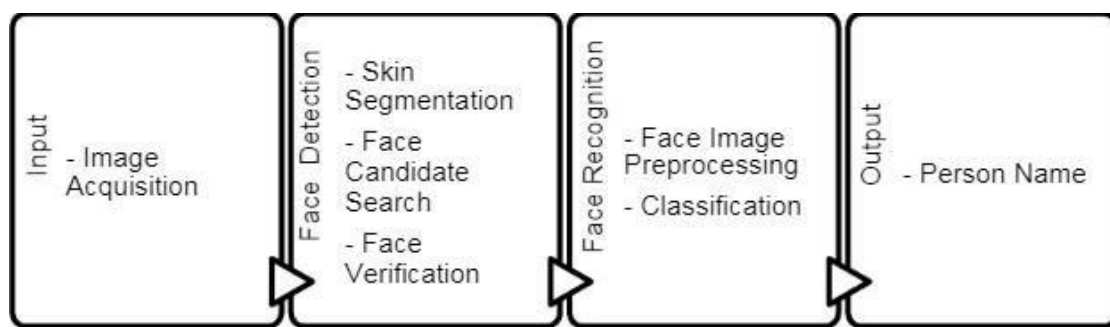 Input
- Image
Acquisition
Face Detection
- Skin
Segmentation
- Face
Candidate
Search
- Face
Verification
Face Recognition
- Face Image
Preprocessing
- Classification
Output
- Person Name